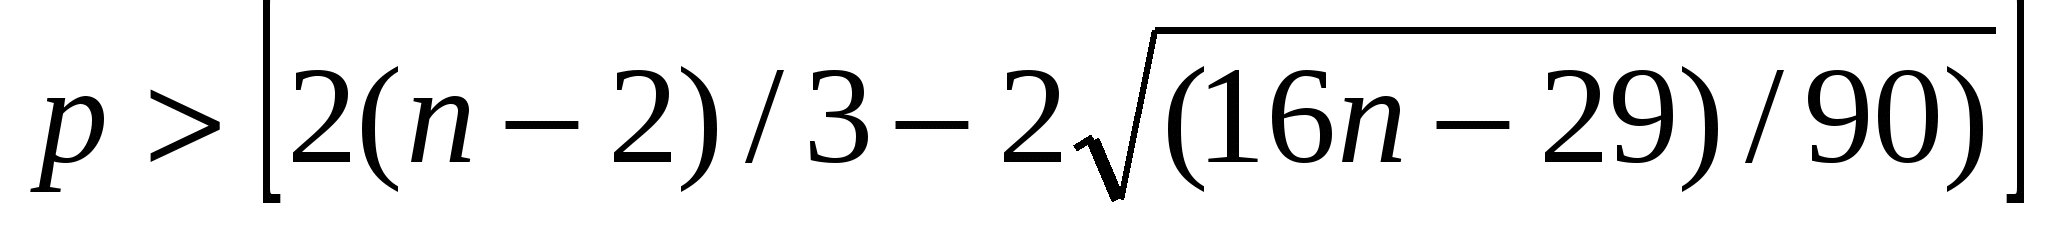 p > ⌊2(n − 2) / 3 − 2√(16n − 29) / 90)⌋